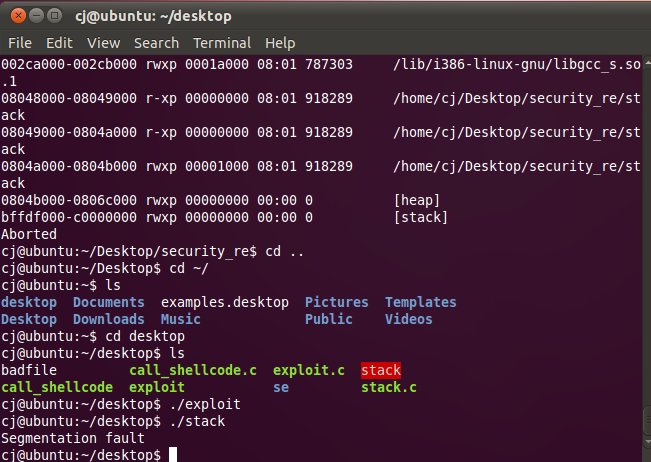 cj@ubuntu: ~/desktop
File Edit View Search Terminal Help
002ca000-002cb000 rwxp 0001a000 08:01 787303     /lib/i386-linux-gnu/libgcc_s.so
.1
08048000-08049000 r-xp 00000000 08:01 918289     /home/cj/Desktop/security_re/st
ack
08049000-0804a000 r-xp 00000000 08:01 918289     /home/cj/Desktop/security_re/st
ack
0804a000-0804b000 rwxp 00001000 08:01 918289     /home/cj/Desktop/security_re/st
ack
0804b000-0806c000 rwxp 00000000 00:00 0          [heap]
bffdf000-c0000000 rwxp 00000000 00:00 0          [stack]
Aborted
cj@ubuntu:~/Desktop/security_re$ cd ..
cj@ubuntu:~/Desktop$ cd ~/
cj@ubuntu:~$ ls
desktop  Documents  examples.desktop  Pictures  Templates
Desktop  Downloads  Music             Public    Videos
cj@ubuntu:~$ cd desktop
cj@ubuntu:~/desktop$ ls
badfile         call_shellcode.c  exploit.c  stack
call_shellcode  exploit           se         stack.c
cj@ubuntu:~/desktop$ ./exploit
cj@ubuntu:~/desktop$ ./stack
Segmentation fault
cj@ubuntu:~/desktop$